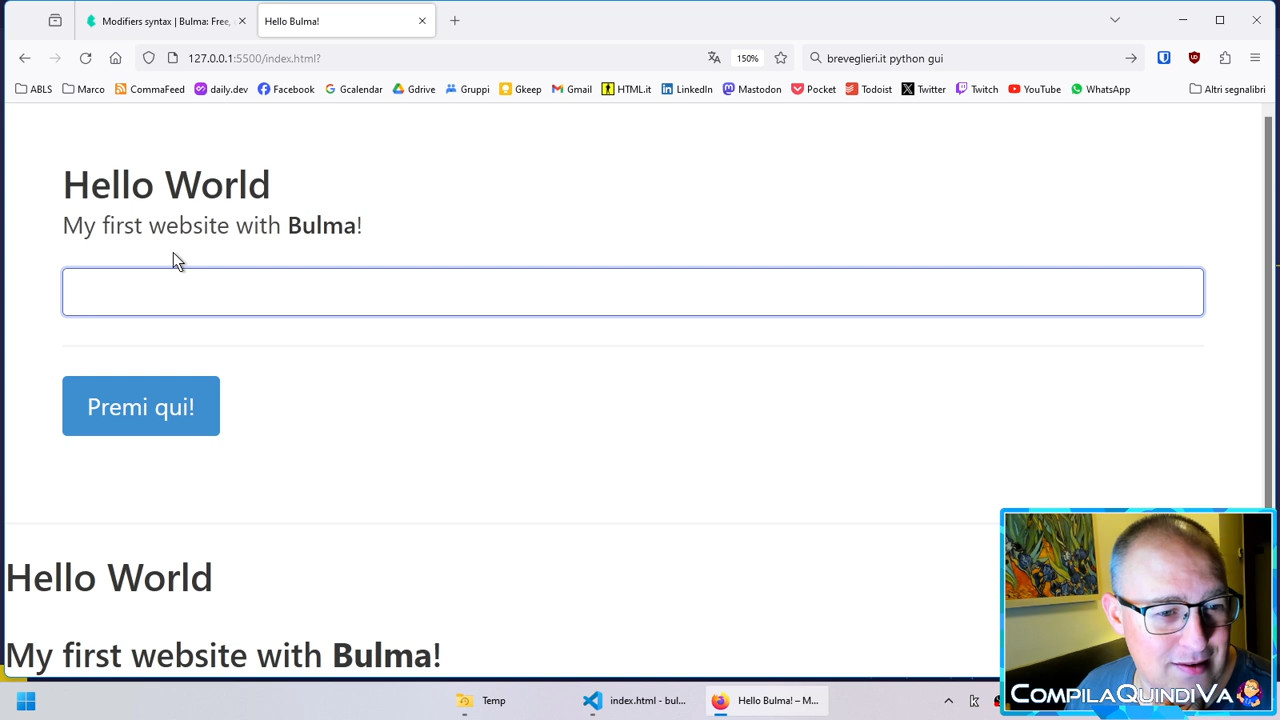 Modifiers syntax | Bulma: Free,
Hello Bulma!
127.0.0.1:5500/index.html?
150%
breveglieri.it python gui
ABLS
Marco
CommaFeed
daily.dev
Facebook
Gcalendar
Gdrive
Gruppi
Gkeep
Gmail
HTML.it
LinkedIn
Mastodon
Pocket
Todoist
Twitter
Twitch
YouTube
WhatsApp
Altri segnalibri
Hello World
My first website with Bulma!
Premi qui!
Hello World
My first website with Bulma!
COMPILAQUINDIVA
Temp
index.html - bul...
Hello Bulma! – M...